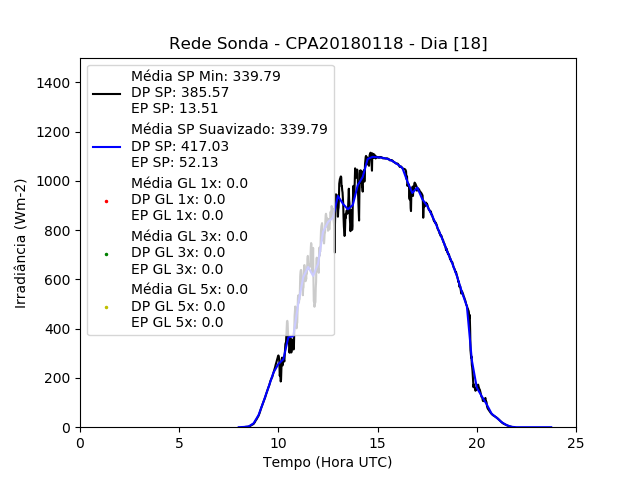 Rede Sonda - CPA20180118 - Dia [18]
Média SP Min: 339.79
DP SP: 385.57
EP SP: 13.51
Média SP Suavizado: 339.79
DP SP: 417.03
EP SP: 52.13
Média GL 1x: 0.0
DP GL 1x: 0.0
EP GL 1x: 0.0
Média GL 3x: 0.0
DP GL 3x: 0.0
EP GL 3x: 0.0
Média GL 5x: 0.0
DP GL 5x: 0.0
EP GL 5x: 0.0
Irradiância (Wm-2)
1400
1200
1000
800
600
400
200
0
0 5 10 15 20 25
Tempo (Hora UTC)